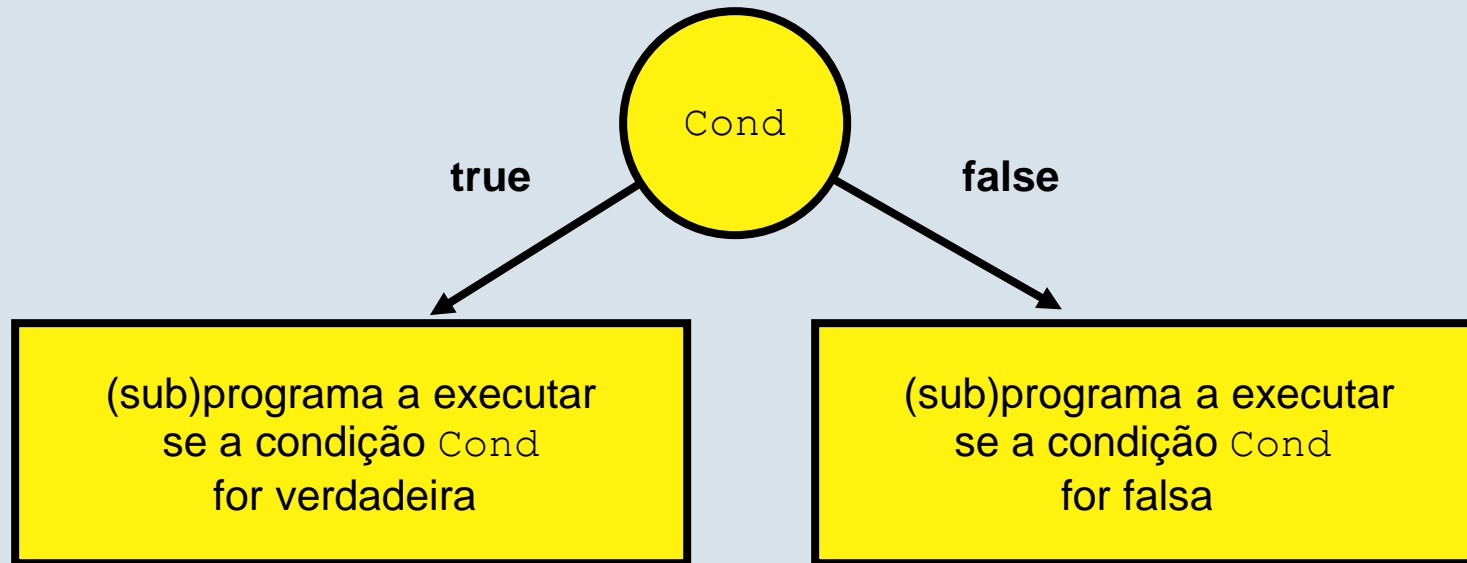 Cond
true
false
(sub)programa a executar
se a condição Cond
for verdadeira
(sub)programa a executar
se a condição Cond
for falsa